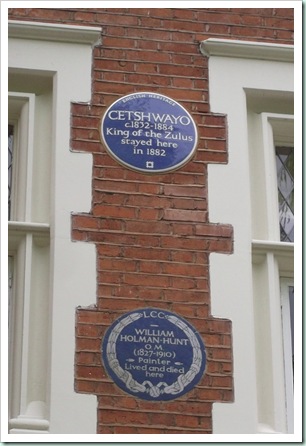 ENGLISH HERITAGE
CETSHWAYO
c.1832-1884
King of the Zulus
stayed here
in 1882
L.C.C.
WILLIAM
HOLMAN-HUNT
O.M.
(1827-1910)
Painter
Lived and died
here